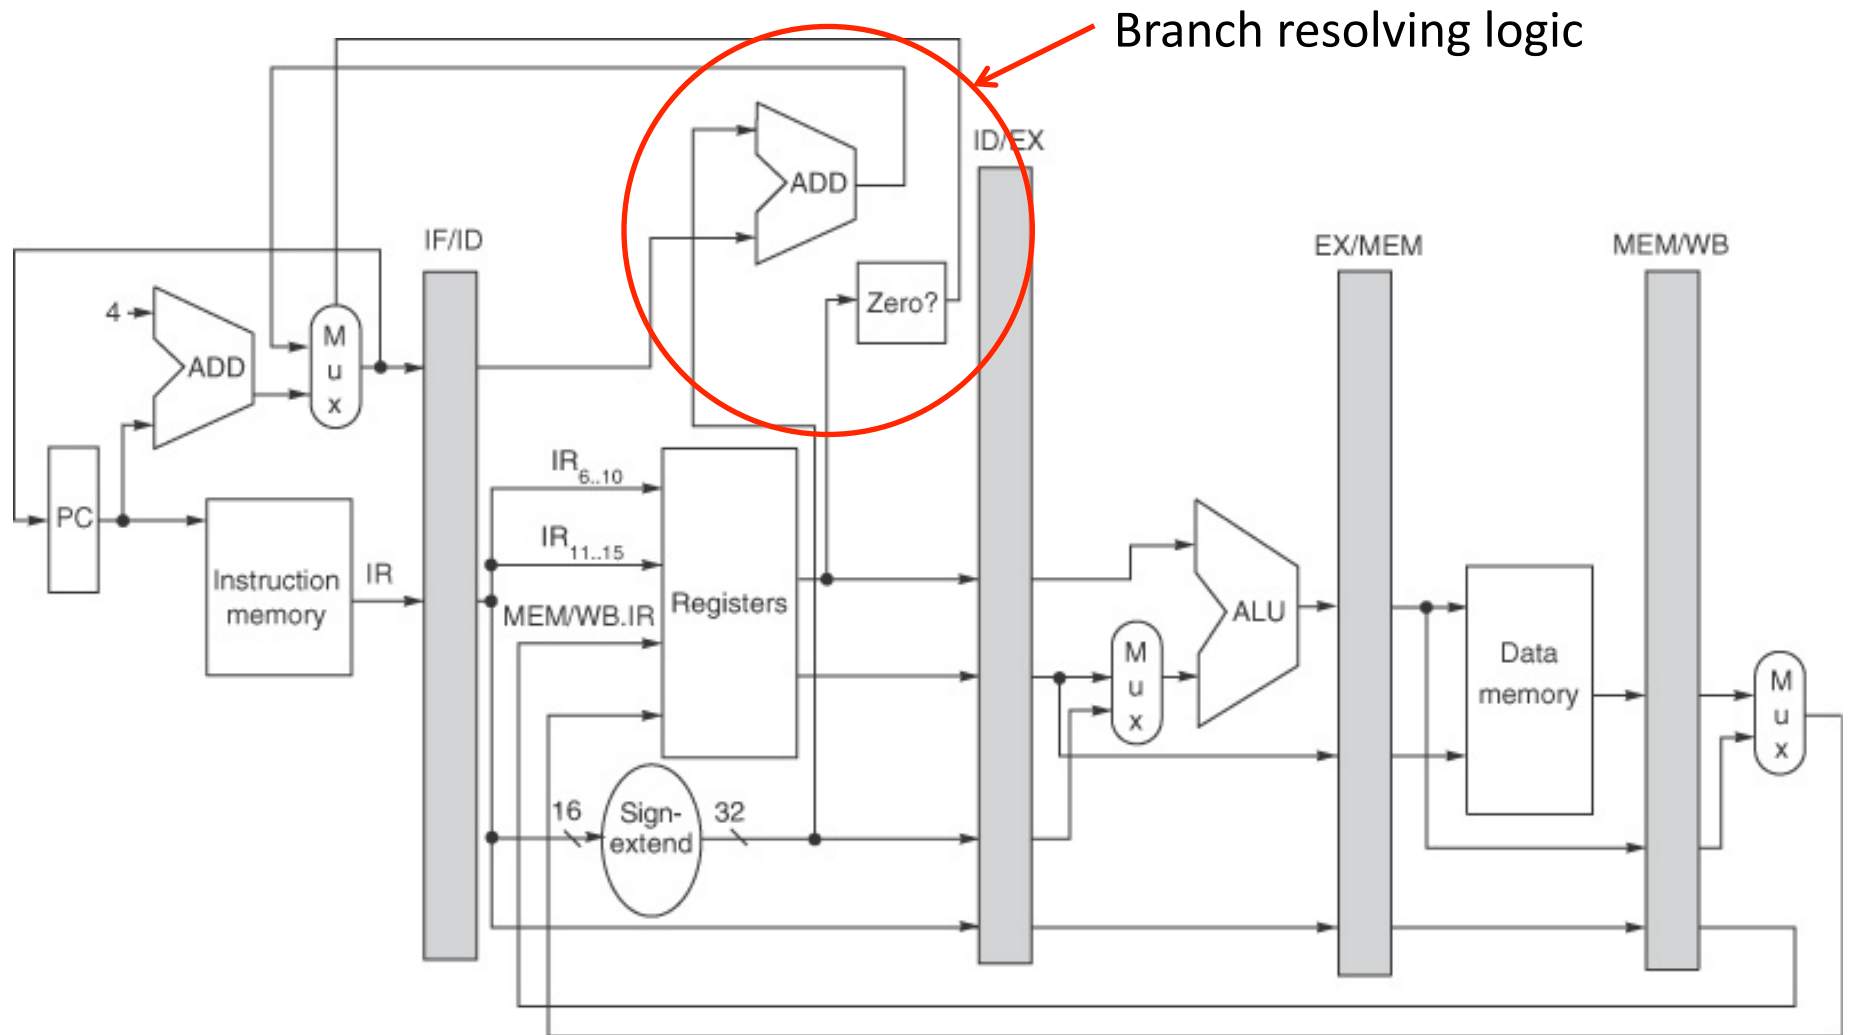 Branch resolving logic
ID/EX
ADD
IF/ID
EX/MEM
MEM/WB
Zero?
4
ADD
M
u
x
IR6..10
PC
IR11..15
Instruction
memory
IR
Registers
MEM/WB.IR
ALU
M
u
x
Data
memory
M
u
x
16
Sign-
extend
32